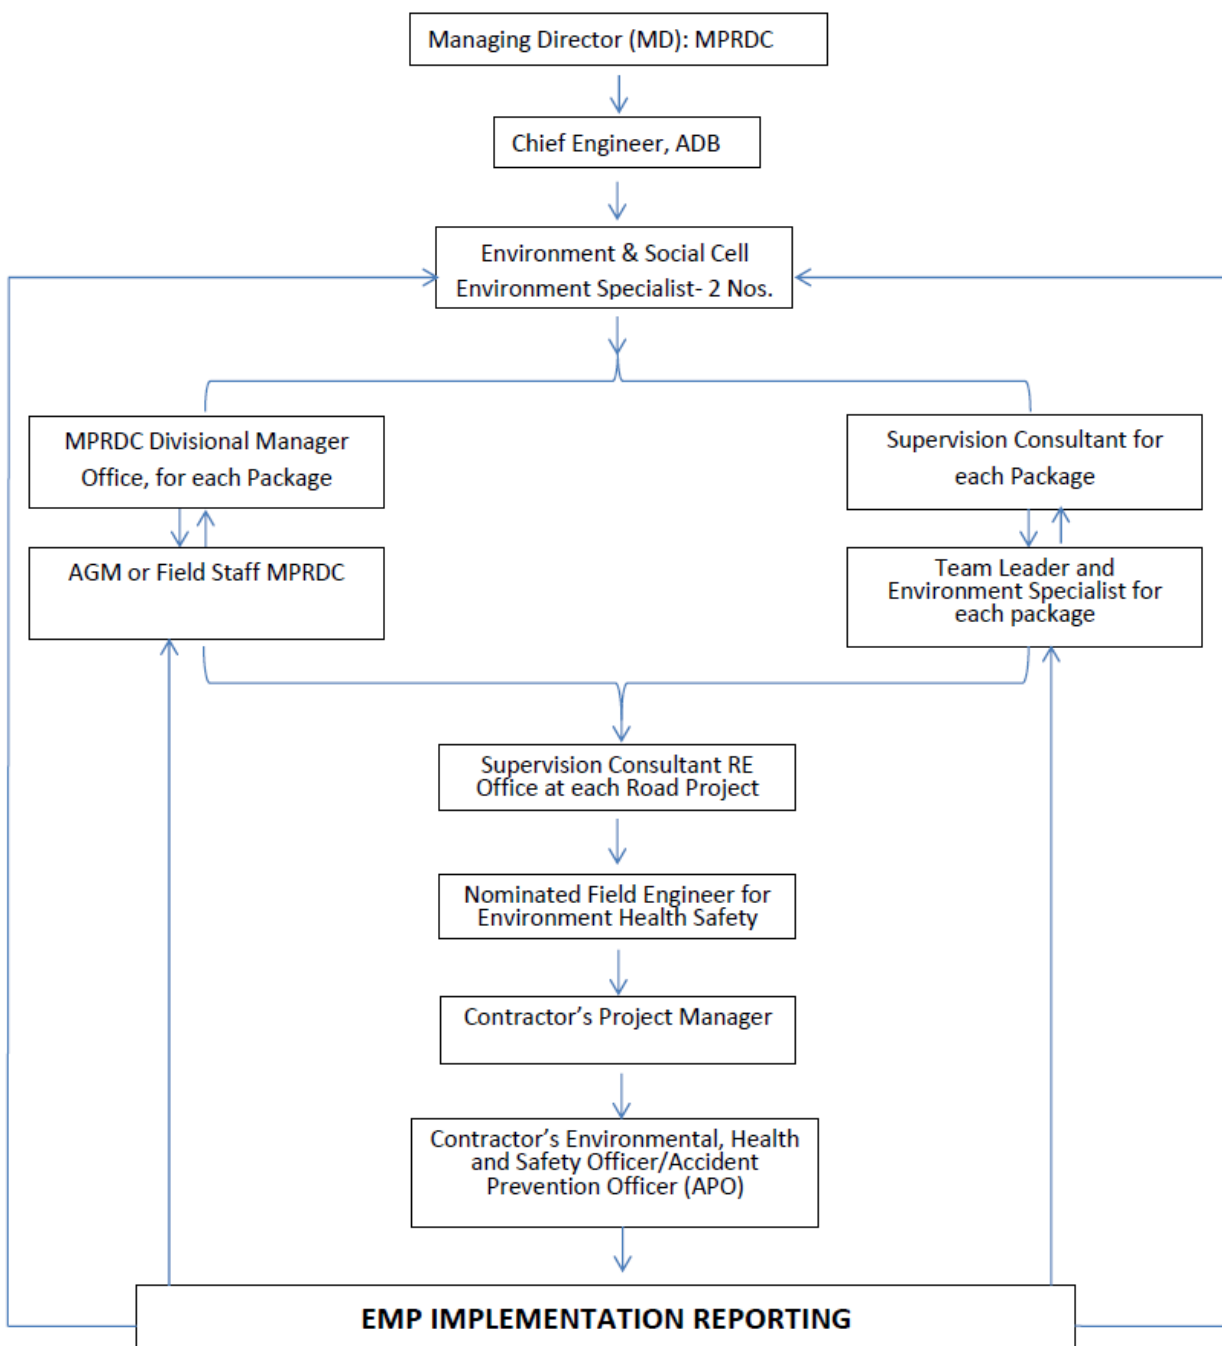 Managing Director (MD): MPRDC
Chief Engineer, ADB
Environment & Social Cell
Environment Specialist- 2 Nos.
MPRDC Divisional Manager
Office, for each Package
Supervision Consultant for
each Package
AGM or Field Staff MPRDC
Team Leader and
Environment Specialist for
each package
Supervision Consultant RE
Office at each Road Project
Nominated Field Engineer for
Environment Health Safety
Contractor’s Project Manager
Contractor’s Environmental, Health
and Safety Officer/Accident
Prevention Officer (APO)
EMP IMPLEMENTATION REPORTING